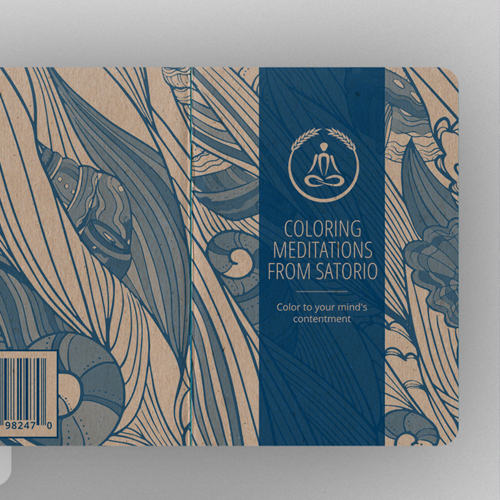 COLORING
MEDITATIONS
FROM SATORIO
Color to your mind's
contentment
98247 0